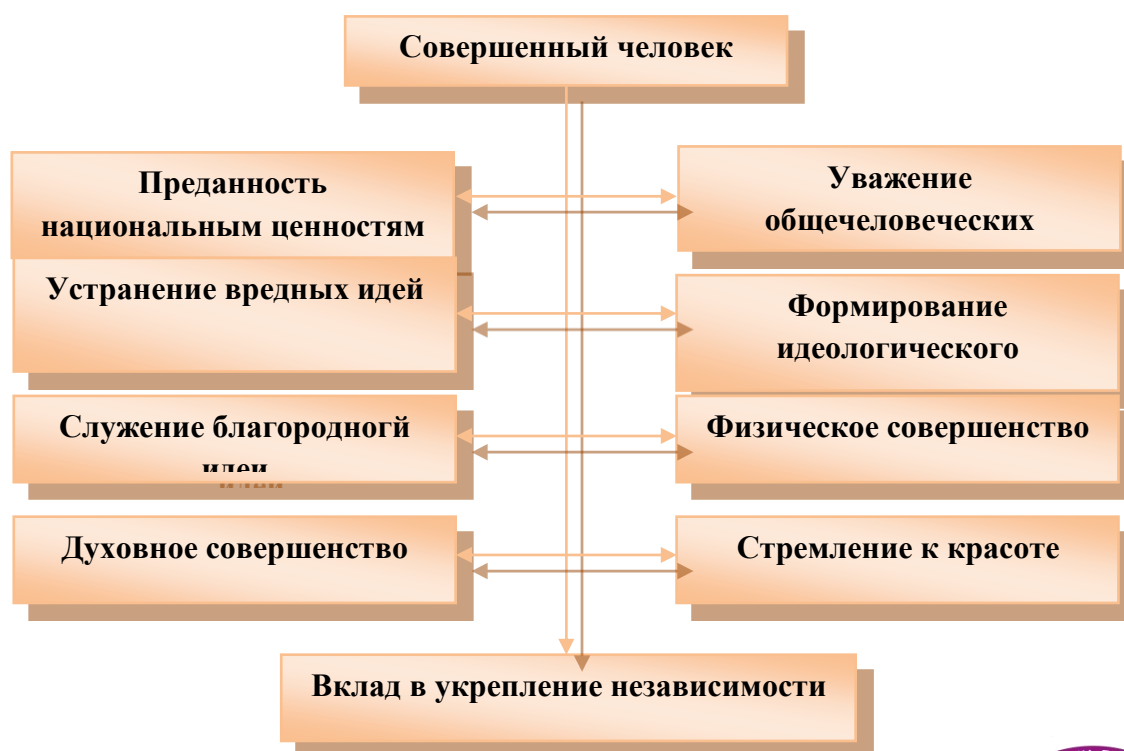 Совершенный человек
Преданность
национальным ценностям
Уважение
общечеловеческих
Устранение вредных идей
Формирование
идеологического
Служение благородногй
идеи
Физическое совершенство
Духовное совершенство
Стремление к красоте
Вклад в укрепление независимости